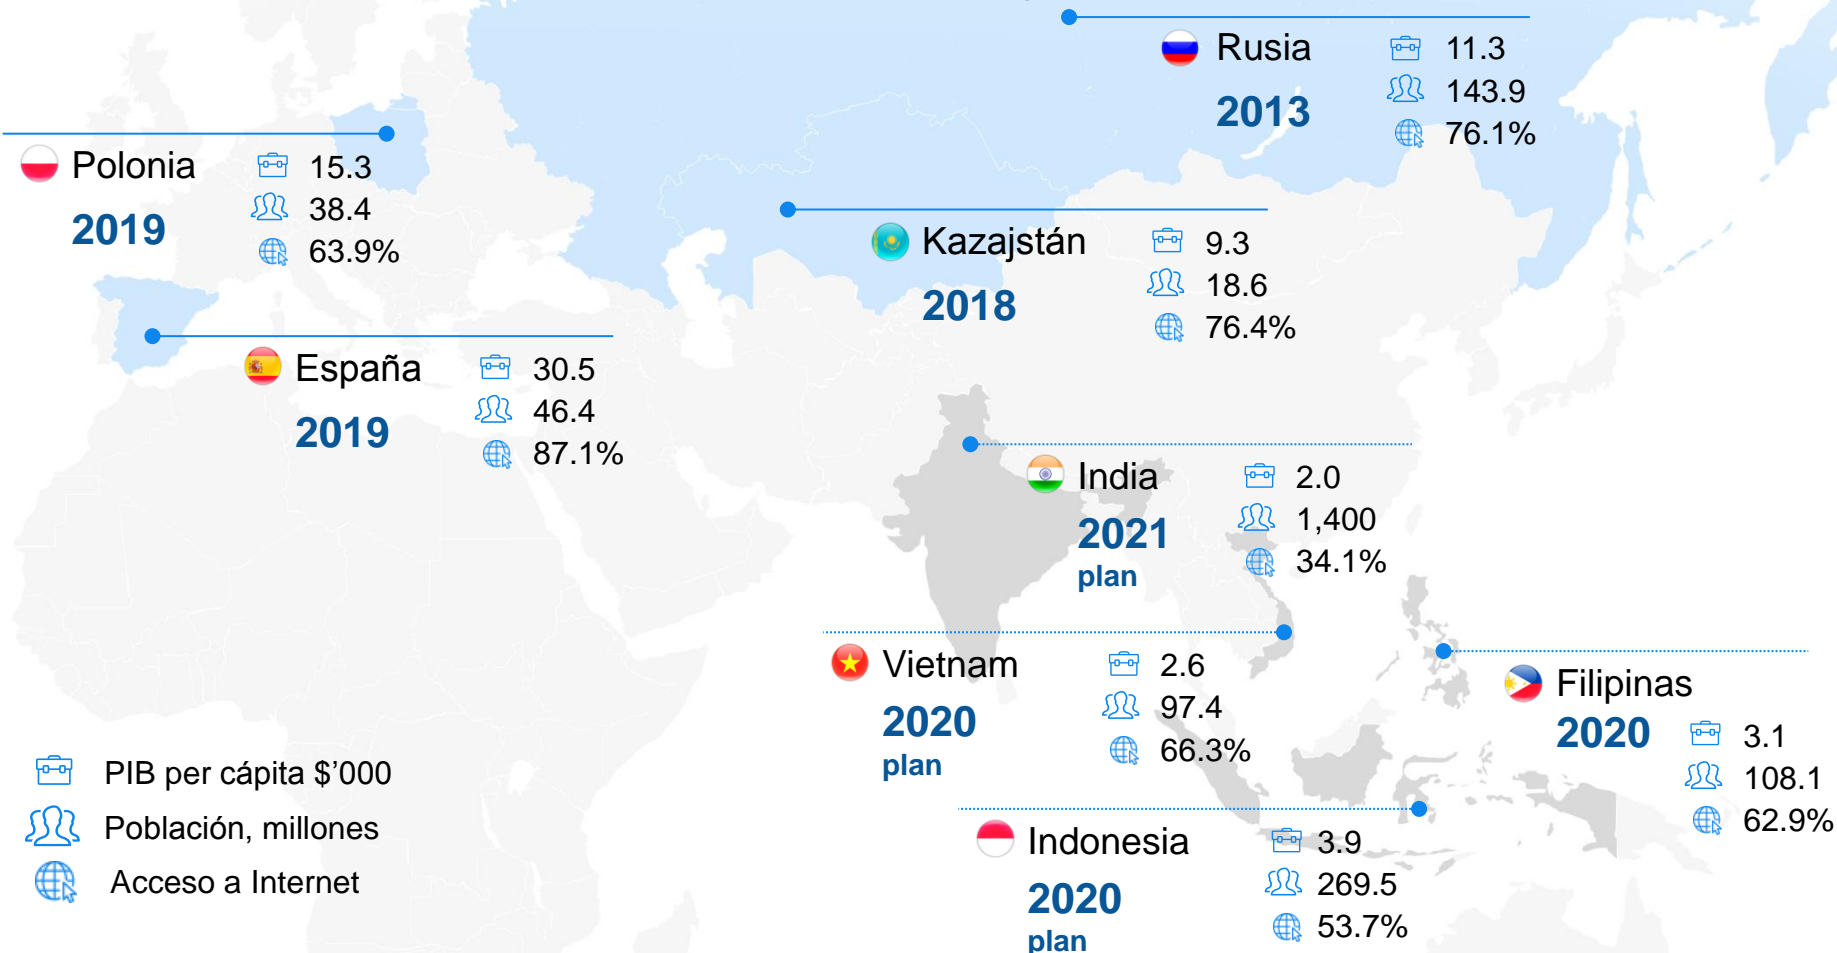 Rusia
2013
11.3
143.9
76.1%
Polonia
2019
15.3
38.4
63.9%
Kazajstán
2018
9.3
18.6
76.4%
España
2019
30.5
46.4
87.1%
India
2021
plan
2.0
1,400
34.1%
Vietnam
2020
plan
2.6
97.4
66.3%
Filipinas
2020
3.1
108.1
62.9%
Indonesia
2020
plan
3.9
269.5
53.7%
PIB per cápita $’000
Población, millones
Acceso a Internet